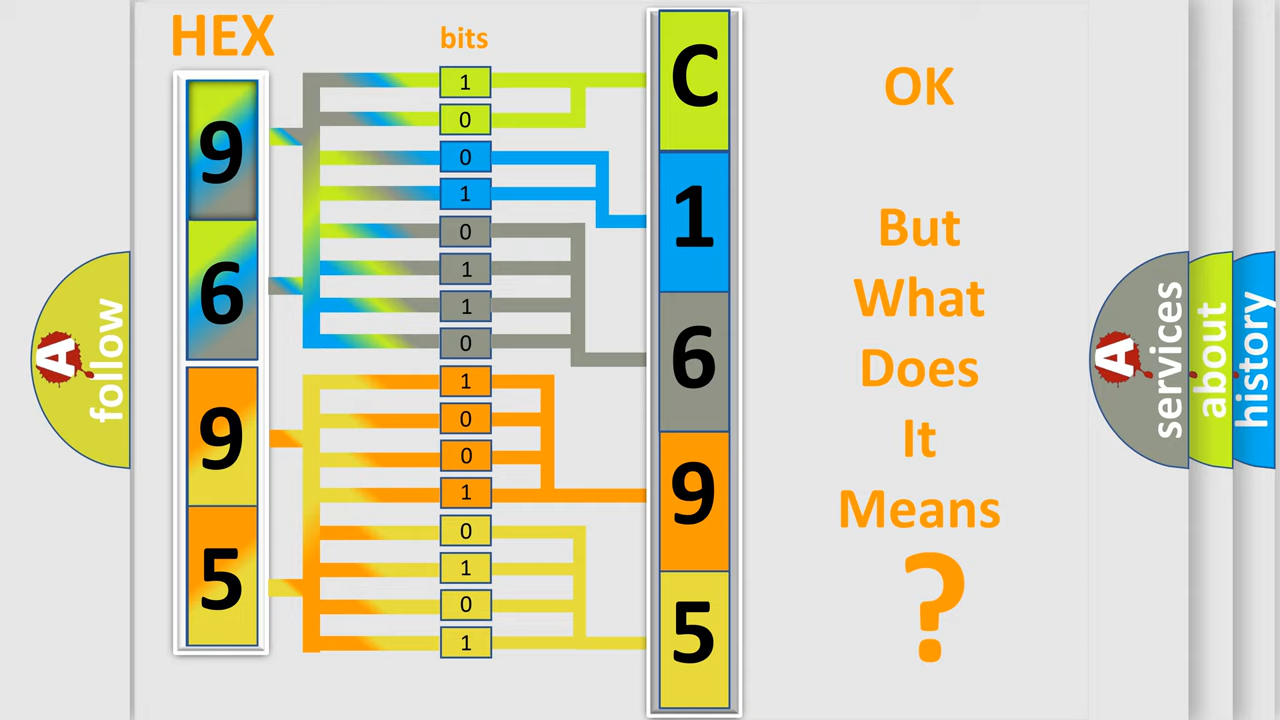 HEX
bits
9
6
9
5
1
0
0
1
0
1
1
0
1
0
0
1
0
1
0
1
C
1
6
9
5
OK
But
What
Does
It
Means
?
A
follow
A
services
about
history